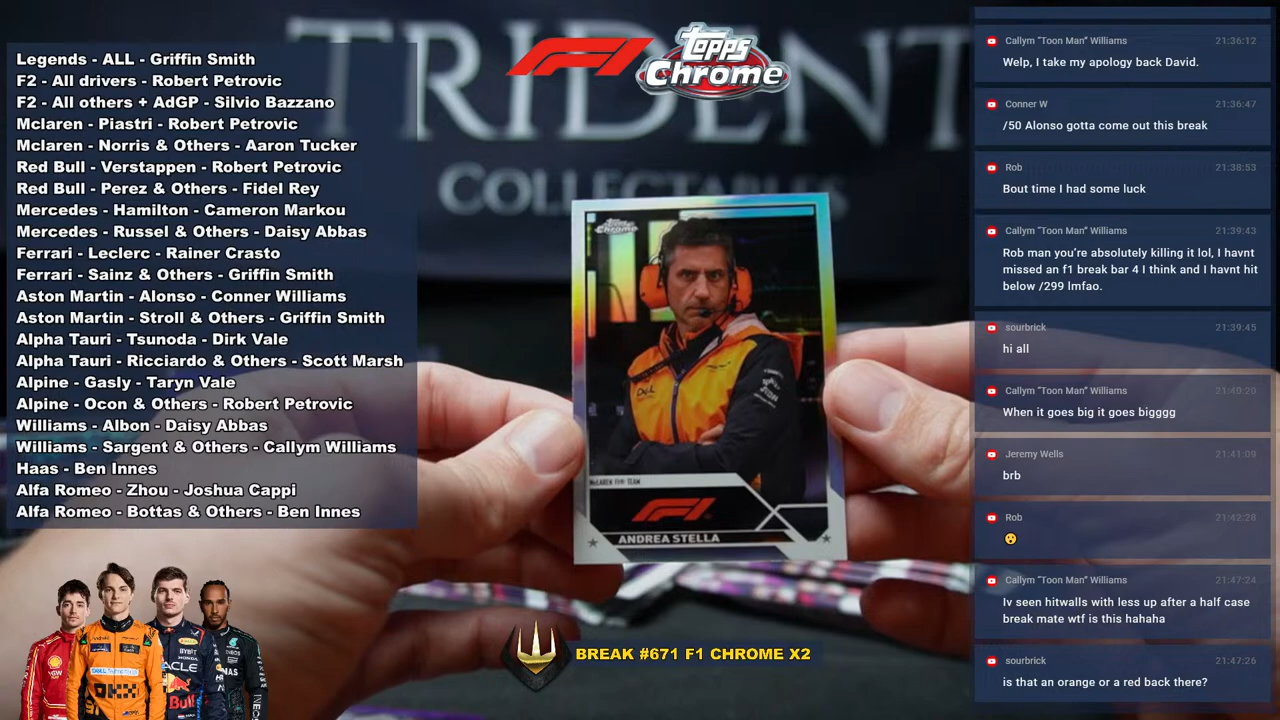 Legends - ALL - Griffin Smith
F2 - All drivers - Robert Petrovic
F2 - All others + AdGP - Silvio Bazzano
Mclaren - Piastri - Robert Petrovic
Mclaren - Norris & Others - Aaron Tucker
Red Bull - Verstappen - Robert Petrovic
Red Bull - Perez & Others - Fidel Rey
Mercedes - Hamilton - Cameron Markou
Mercedes - Russel & Others - Daisy Abbas
Ferrari - Leclerc - Rainer Crasto
Ferrari - Sainz & Others - Griffin Smith
Aston Martin - Alonso - Conner Williams
Aston Martin - Stroll & Others - Griffin Smith
Alpha Tauri - Tsunoda - Dirk Vale
Alpha Tauri - Ricciardo & Others - Scott Marsh
Alpine - Gasly - Taryn Vale
Alpine - Ocon & Others - Robert Petrovic
Williams - Albon - Daisy Abbas
Williams - Sargent & Others - Callym Williams
Haas - Ben Innes
Alfa Romeo - Zhou - Joshua Cappi
Alfa Romeo - Bottas & Others - Ben Innes
TRIDENT
COLLECTABLES
F1
Topps
Chrome
Topps
Chrome
McLAREN F1® TEAM
F1
ANDREA STELLA
BREAK #671 F1 CHROME X2
Callym "Toon Man" Williams 21:36:12
Welp, I take my apology back David.
Conner W 21:36:47
/50 Alonso gotta come out this break
Rob 21:38:53
Bout time I had some luck
Callym "Toon Man" Williams 21:39:43
Rob man you're absolutely killing it lol, I havnt
missed an f1 break bar 4 I think and I havnt hit
below /299 lmfao.
sourbrick 21:39:45
hi all
Callym "Toon Man" Williams 21:40:20
When it goes big it goes bigggg
Jeremy Wells 21:41:09
brb
Rob 21:42:28
😮
Callym "Toon Man" Williams 21:47:24
Iv seen hitwalls with less up after a half case
break mate wtf is this hahaha
sourbrick 21:47:26
is that an orange or a red back there?